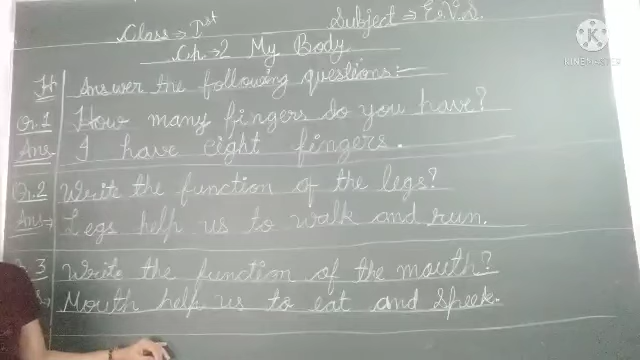 Class → Ist Subject ⇒ E.V.S.
Ch → 2 My Body
K
KINEMASTER
Answer the following questions:-
Q.1 How many fingers do you have?
Ans. I have eight fingers.
Q.2 Write the function of the legs?
Ans → Legs help us to walk and run.
3 Write the function of the mouth?
Mouth help us to eat and speek.